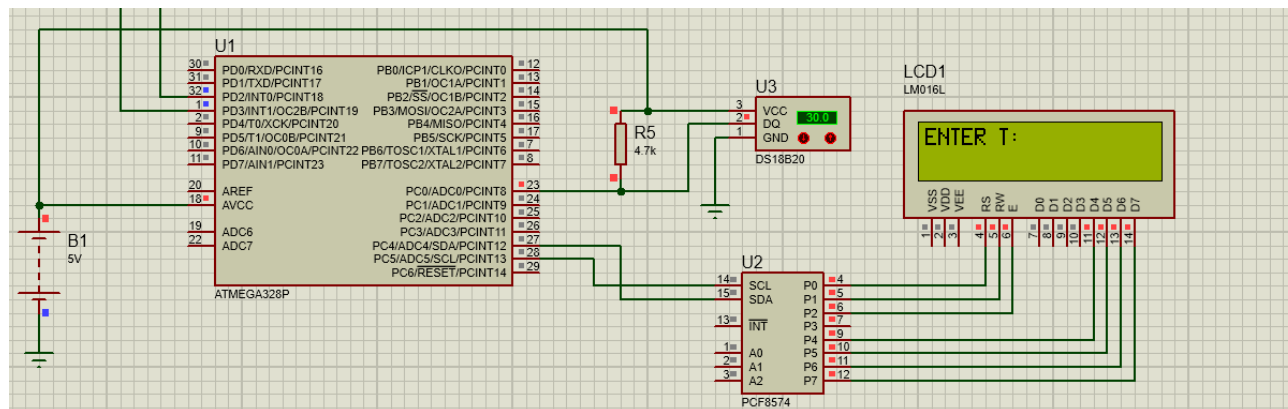 U1
30 PD0/RXD/PCINT16 PB0/ICP1/CLKO/PCINT0 12
31 PD1/TXD/PCINT17 PB1/OC1A/PCINT1 13
32 PD2/INT0/PCINT18 PB2/SS/OC1B/PCINT2 14
1 PD3/INT1/OC2B/PCINT19 PB3/MOSI/OC2A/PCINT3 15
2 PD4/T0/XCK/PCINT20 PB4/MISO/PCINT4 16
9 PD5/T1/OC0B/PCINT21 PB5/SCK/PCINT5 17
10 PD6/AIN0/OC0A/PCINT22 PB6/TOSC1/XTAL1/PCINT6 7
11 PD7/AIN1/PCINT23 PB7/TOSC2/XTAL2/PCINT7 8
20 AREF PC0/ADC0/PCINT8 23
18 AVCC PC1/ADC1/PCINT9 24
PC2/ADC2/PCINT10 25
19 ADC6 PC3/ADC3/PCINT11 26
22 ADC7 PC4/ADC4/SDA/PCINT12 27
PC5/ADC5/SCL/PCINT13 28
PC6/RESET/PCINT14 29
ATMEGA328P
B1
5V
R5
4.7k
U3
3 VCC
2 DQ 30.0
1 GND
DS18B20
LCD1
LM016L
ENTER T:
VSS VDD VEE RS RW E D0 D1 D2 D3 D4 D5 D6 D7
1 2 3 4 5 6 7 8 9 10 11 12 13 14
U2
14 SCL P0 4
15 SDA P1 5
P2 6
13 INT P3 7
P4 9
1 A0 P5 10
2 A1 P6 11
3 A2 P7 12
PCF8574